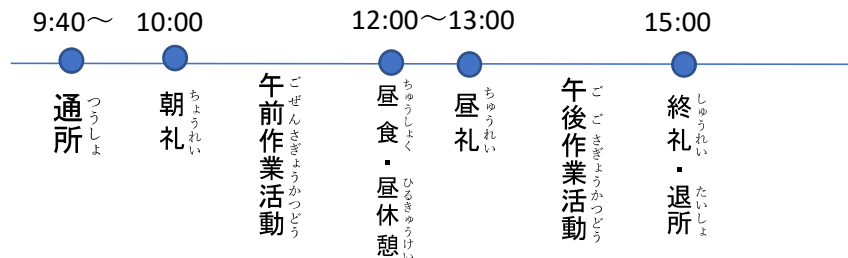 9:40～ 10:00 12:00～13:00 15:00
通所
つうしょ
朝礼
ちょうれい
午前作業活動
ごぜんさぎょうかつどう
昼食・昼休憩
ちゅうしょく ひるきゅうけい
昼礼
ちゅうれい
午後作業活動
ごごさぎょうかつどう
終礼・退所
しゅうれい たいしょ